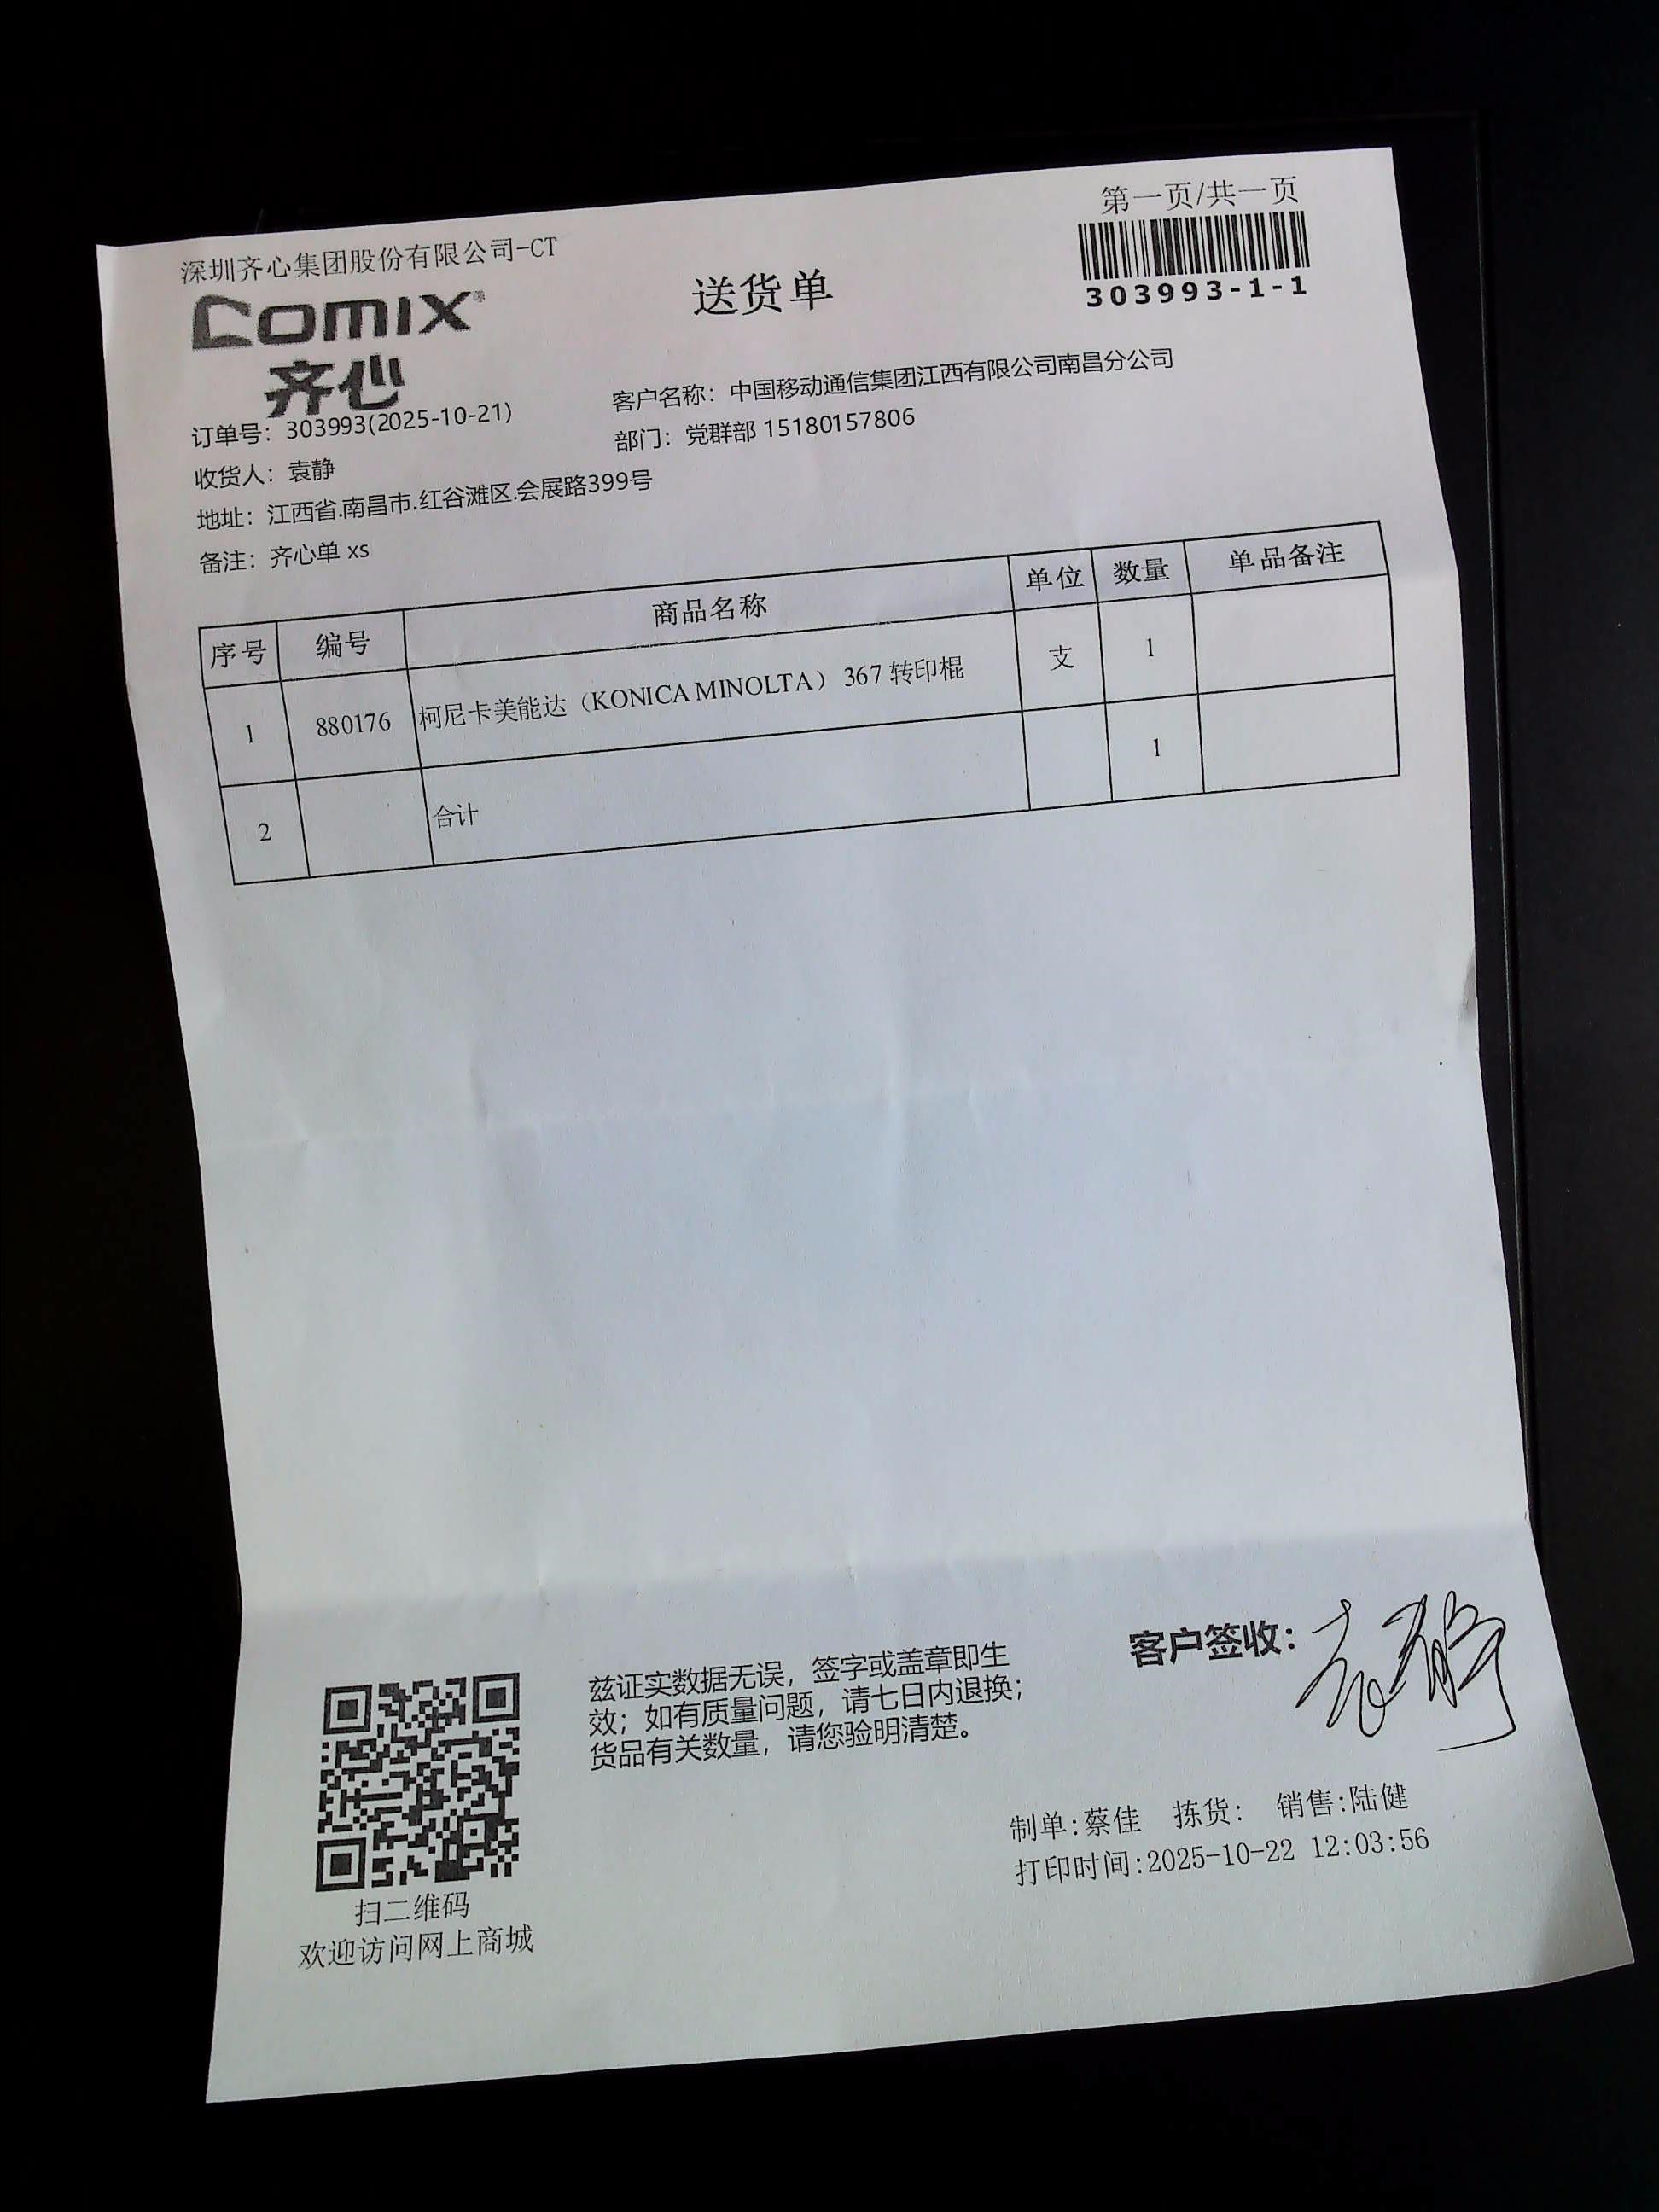 第一页/共一页
深圳齐心集团股份有限公司-CT
comix
齐心
送货单
303993-1-1
订单号：303993(2025-10-21)
客户名称：中国移动通信集团江西有限公司南昌分公司
收货人：袁静
部门：党群部 15180157806
地址：江西省.南昌市.红谷滩区.会展路399号
备注：齐心单 xs
序号 编号 商品名称 单位 数量 单品备注
1 880176 柯尼卡美能达（KONICA MINOLTA） 367 转印棍 支 1
2 合计 1
兹证实数据无误，签字或盖章即生
效；如有质量问题，请七日内退换；
货品有关数量，请您验明清楚。
客户签收：袁静
制单:蔡佳 拣货: 销售:陆健
打印时间:2025-10-22 12:03:56
扫二维码
欢迎访问网上商城